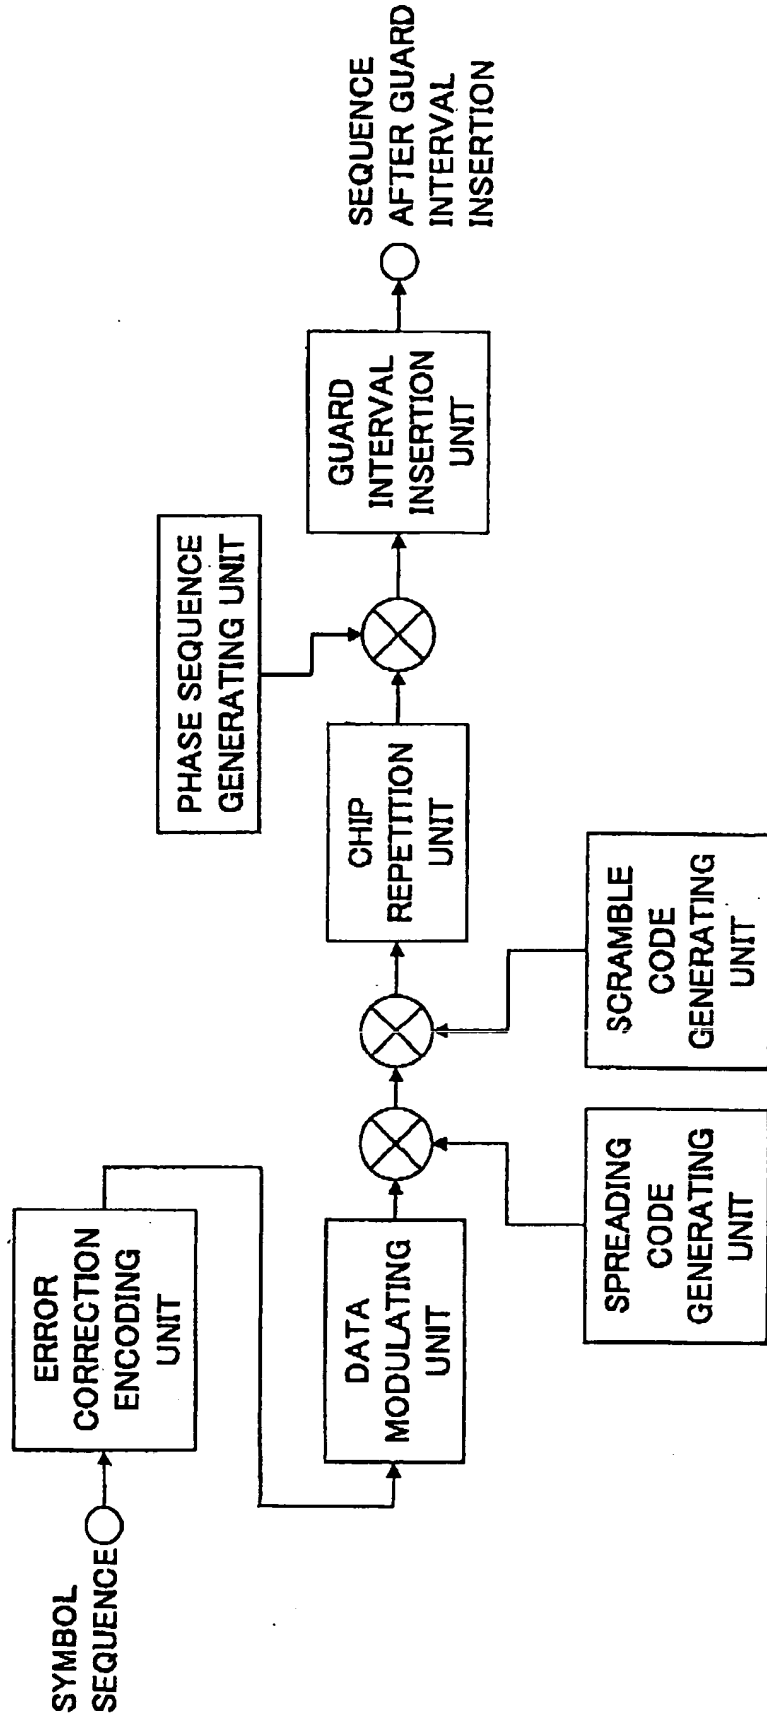 SYMBOL
SEQUENCE
ERROR
CORRECTION
ENCODING
UNIT
DATA
MODULATING
UNIT
SPREADING
CODE
GENERATING
UNIT
SCRAMBLE
CODE
GENERATING
UNIT
CHIP
REPETITION
UNIT
PHASE SEQUENCE
GENERATING UNIT
GUARD
INTERVAL
INSERTION
UNIT
SEQUENCE
AFTER GUARD
INTERVAL
INSERTION